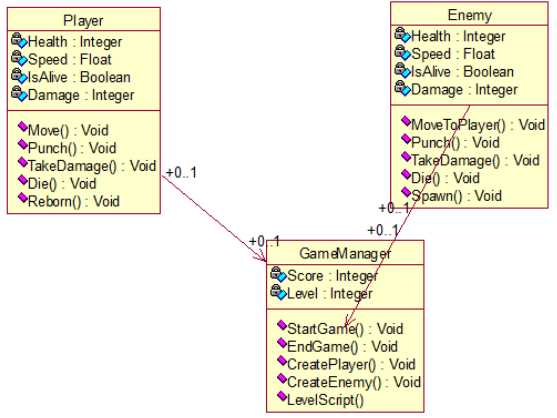 Player
Health : Integer
Speed : Float
IsAlive : Boolean
Damage : Integer
Move() : Void
Punch() : Void
TakeDamage() : Void
Die() : Void
Reborn() : Void
Enemy
Health : Integer
Speed : Float
IsAlive : Boolean
Damage : Integer
MoveToPlayer() : Void
Punch() : Void
TakeDamage() : Void
Die() : Void
Spawn() : Void
+0..1
+0..1
+0..1
+0..1
GameManager
Score : Integer
Level : Integer
StartGame() : Void
EndGame() : Void
CreatePlayer() : Void
CreateEnemy() : Void
LevelScript()